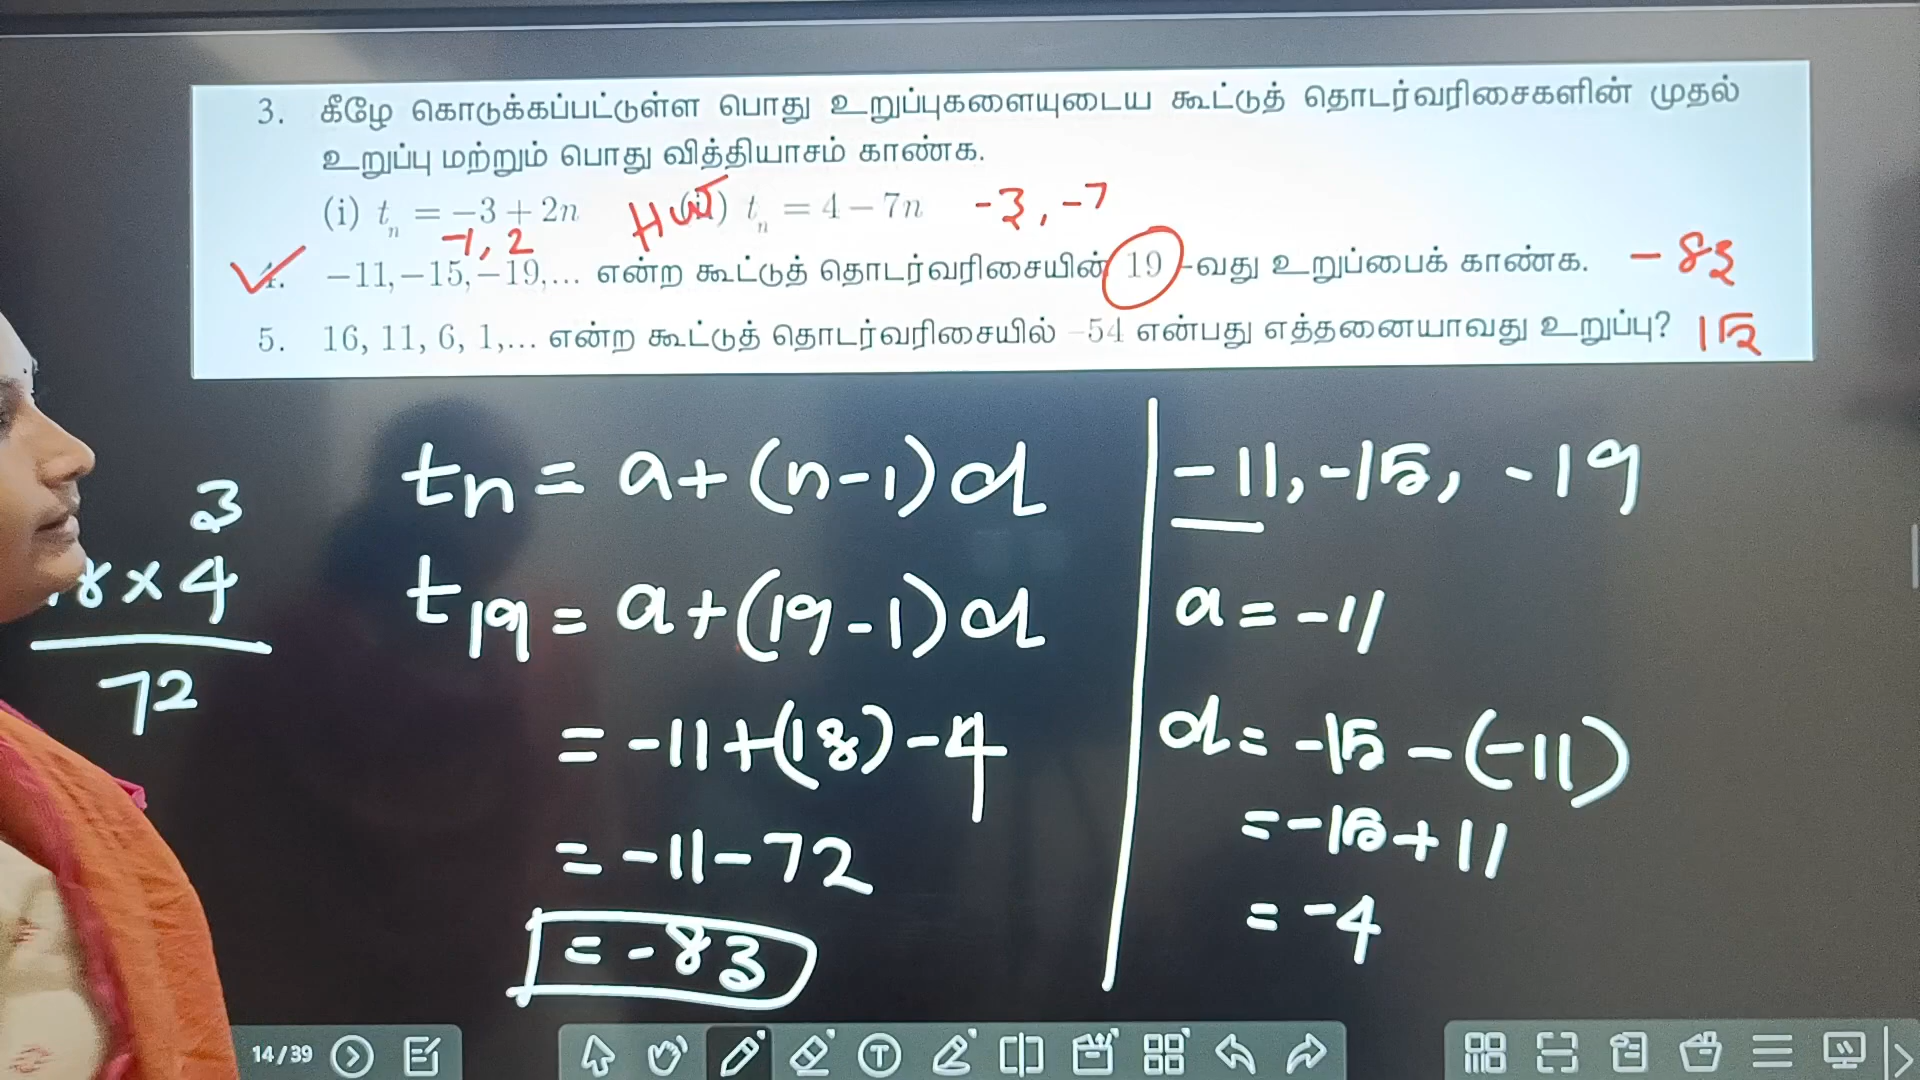 3. கீழே கொடுக்கப்பட்டுள்ள பொது உறுப்புகளையுடைய கூட்டுத் தொடர்வரிசைகளின் முதல்
உறுப்பு மற்றும் பொது வித்தியாசம் காண்க.
(i) tₙ = −3 + 2n HW (ii) tₙ = 4 − 7n -3, -7
-1, 2
4. −11, −15, −19,... என்ற கூட்டுத் தொடர்வரிசையின் 19 -வது உறுப்பைக் காண்க. -83
5. 16, 11, 6, 1,... என்ற கூட்டுத் தொடர்வரிசையில் −54 என்பது எத்தனையாவது உறுப்பு? 15
3
18 x 4
72
tn = a+(n-1)d
t19 = a+(19-1)d
= -11+(18)-4
= -11-72
= -83
-11, -15, -19
a = -11
d = -15-(-11)
= -15+11
= -4
14/39